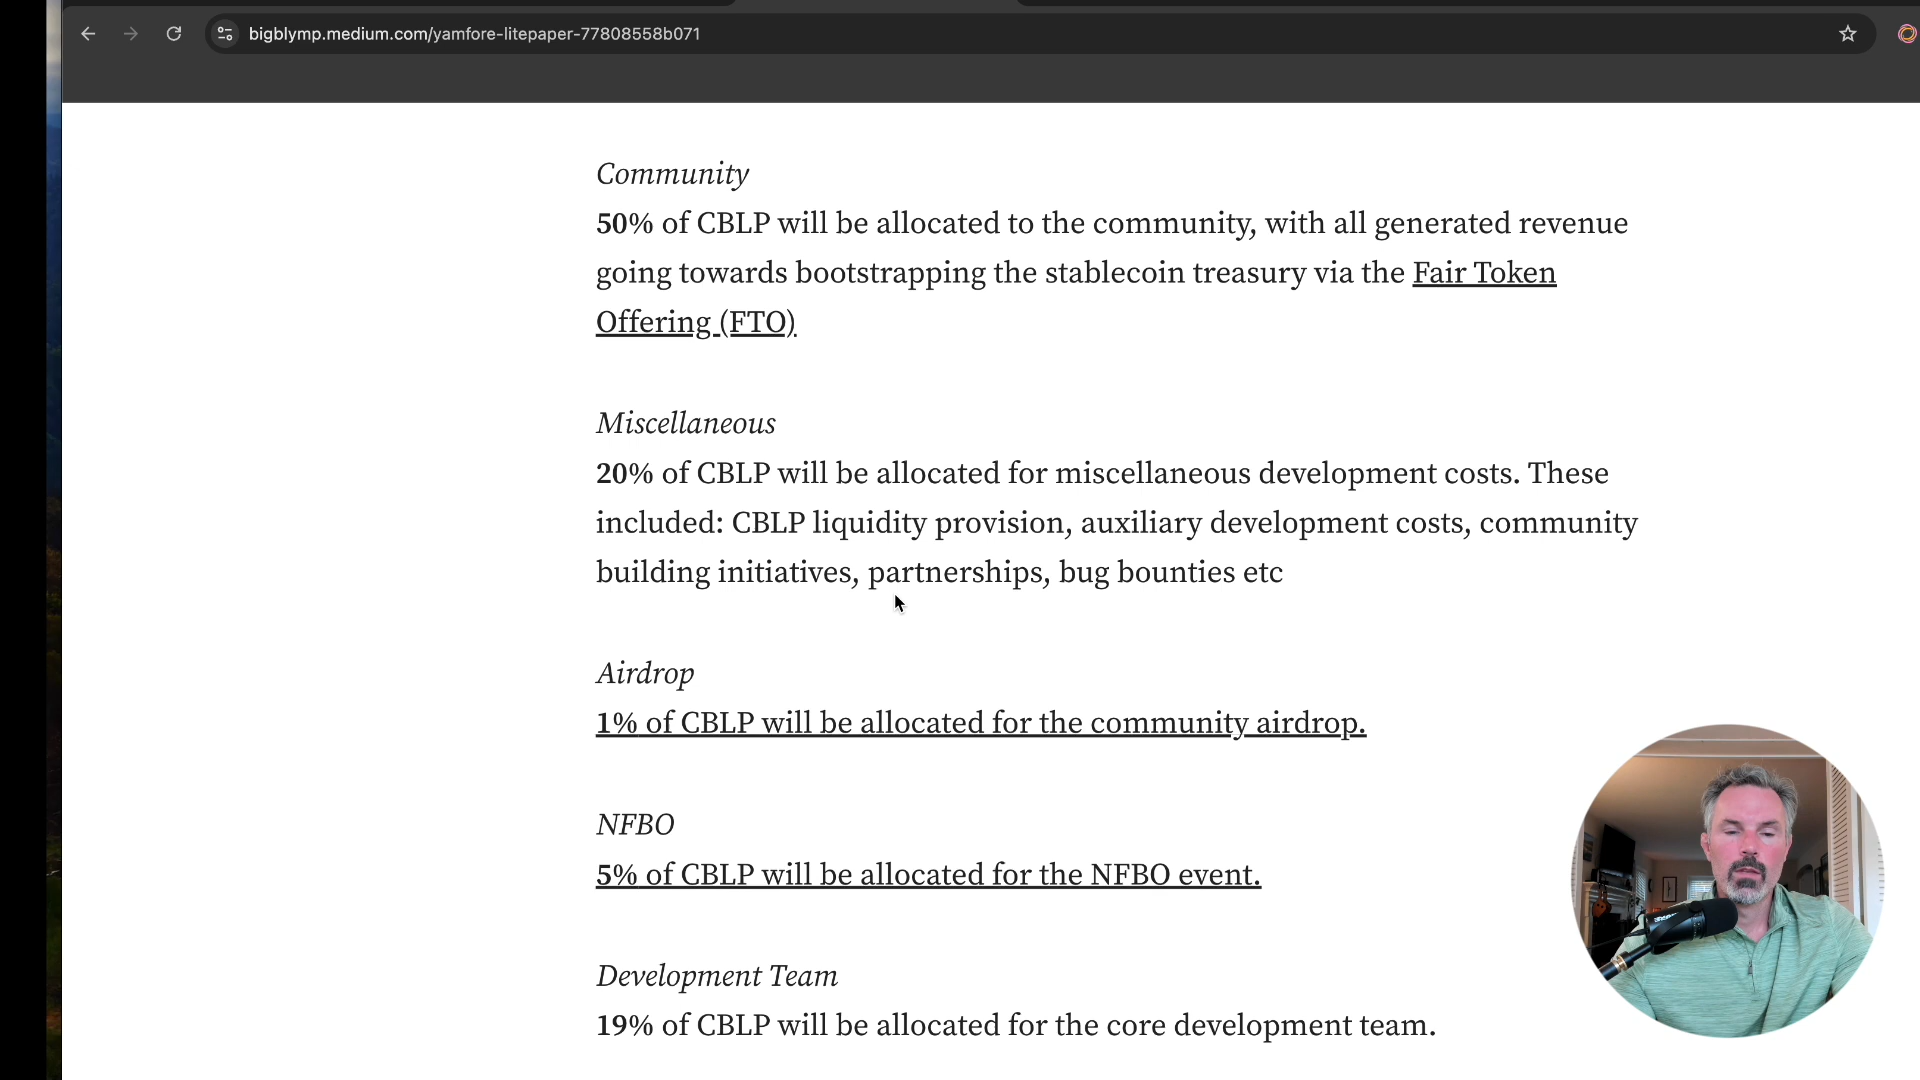 bigblymp.medium.com/yamfore-litepaper-77808558b071
Community
50% of CBLP will be allocated to the community, with all generated revenue
going towards bootstrapping the stablecoin treasury via the Fair Token
Offering (FTO)
Miscellaneous
20% of CBLP will be allocated for miscellaneous development costs. These
included: CBLP liquidity provision, auxiliary development costs, community
building initiatives, partnerships, bug bounties etc
Airdrop
1% of CBLP will be allocated for the community airdrop.
NFBO
5% of CBLP will be allocated for the NFBO event.
Development Team
19% of CBLP will be allocated for the core development team.